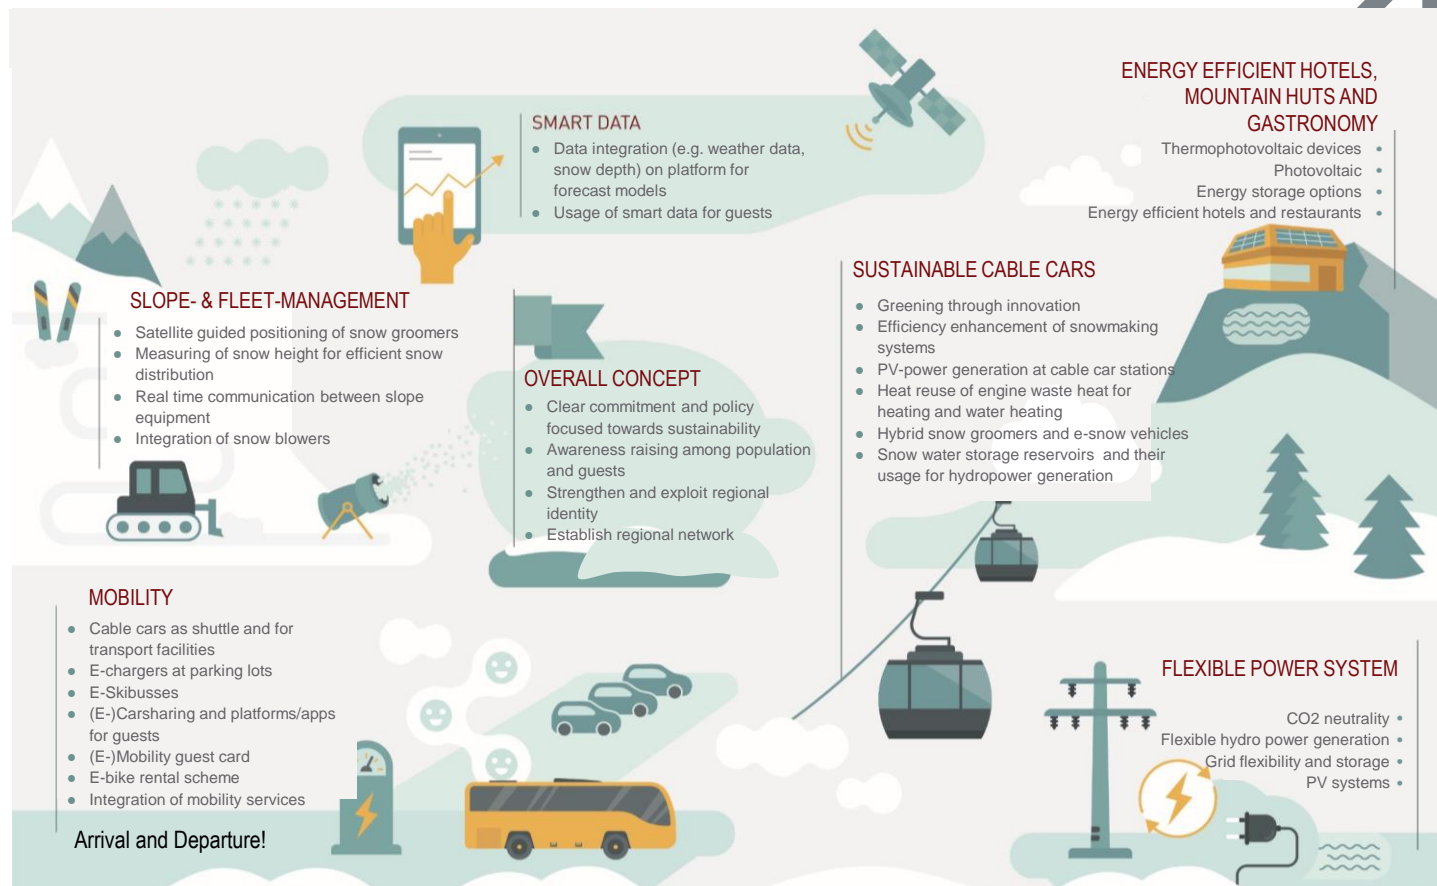 SMART DATA
● Data integration (e.g. weather data,
snow depth) on platform for
forecast models
● Usage of smart data for guests
ENERGY EFFICIENT HOTELS,
MOUNTAIN HUTS AND
GASTRONOMY
Thermophotovoltaic devices •
Photovoltaic •
Energy storage options •
Energy efficient hotels and restaurants •
SLOPE- & FLEET-MANAGEMENT
● Satellite guided positioning of snow groomers
● Measuring of snow height for efficient snow
distribution
● Real time communication between slope
equipment
● Integration of snow blowers
OVERALL CONCEPT
● Clear commitment and policy
focused towards sustainability
● Awareness raising among population
and guests
● Strengthen and exploit regional
identity
● Establish regional network
SUSTAINABLE CABLE CARS
● Greening through innovation
● Efficiency enhancement of snowmaking
systems
● PV-power generation at cable car stations
● Heat reuse of engine waste heat for
heating and water heating
● Hybrid snow groomers and e-snow vehicles
● Snow water storage reservoirs and their
usage for hydropower generation
MOBILITY
● Cable cars as shuttle and for
transport facilities
● E-chargers at parking lots
● E-Skibusses
● (E-)Carsharing and platforms/apps
for guests
● (E-)Mobility guest card
● E-bike rental scheme
● Integration of mobility services
Arrival and Departure!
FLEXIBLE POWER SYSTEM
CO2 neutrality •
Flexible hydro power generation •
Grid flexibility and storage •
PV systems •